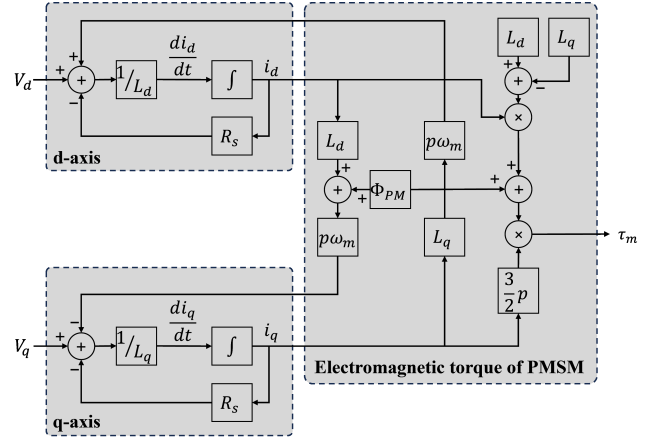 V_d
+
+
−
+
1/L_d
di_d/dt
∫
i_d
R_s
d-axis
L_d
L_q
+
+
−
×
L_d
pω_m
+
+
+
Φ_PM
+
+
+
pω_m
L_q
×
τ_m
3/2 p
V_q
−
+
−
+
1/L_q
di_q/dt
∫
i_q
R_s
q-axis
Electromagnetic torque of PMSM